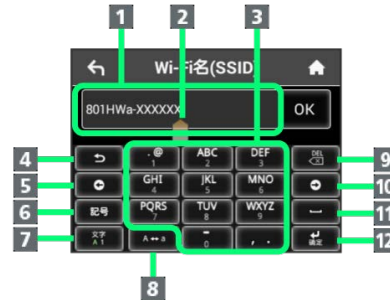 1 2 3
Wi-Fi名(SSID)
801HWa-XXXXXX OK
4 .@ 1 ABC 2 DEF 3 DEL 9
5 GHI 4 JKL 5 MNO 6 10
6 記号 PQRS 7 TUV 8 WXYZ 9 11
7 文字 A 1 A↔a 0 , . 確定 12
8